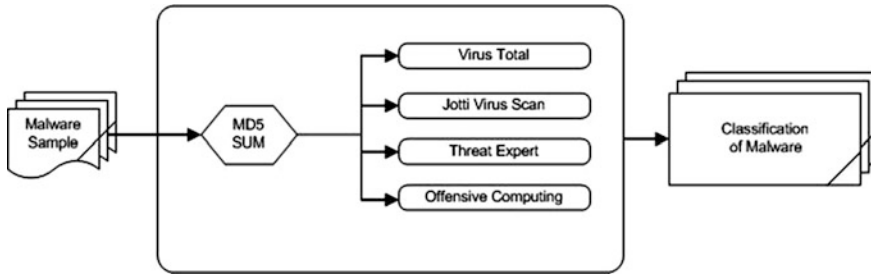 Malware
Sample
MD5
SUM
Virus Total
Jotti Virus Scan
Threat Expert
Offensive Computing
Classification
of Malware